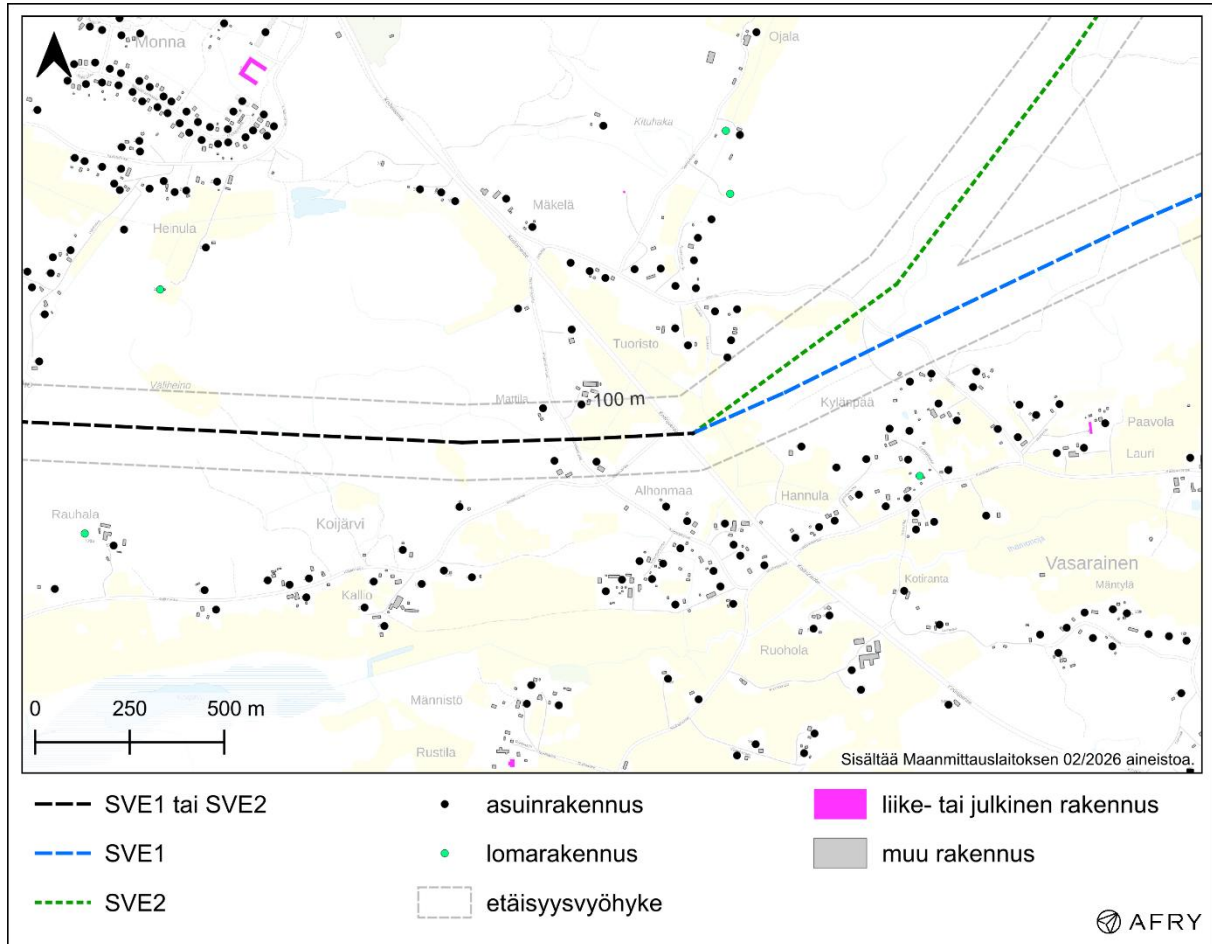 Monna
Ojala
Kituhaka
Mäkelä
Heinula
Tuoristo
Väliheino
Mattila
100 m
Kylänpää
Paavola
Lauri
Alhonmaa
Hannula
Rauhala
Koijärvi
Vasarainen
Mäntylä
Kotiranta
Kallio
Ruohola
Männistö
Rustila
0 250 500 m
Sisältää Maanmittauslaitoksen 02/2026 aineistoa.
SVE1 tai SVE2
asuinrakennus
liike- tai julkinen rakennus
SVE1
lomarakennus
muu rakennus
SVE2
etäisyysvyöhyke
AFRY